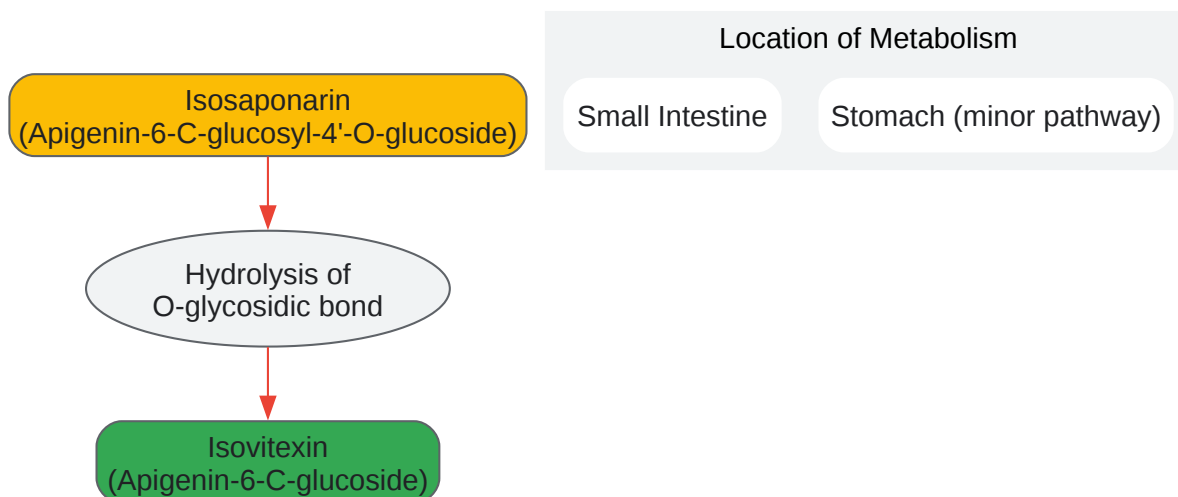 Location of Metabolism
Small Intestine
Stomach (minor pathway)
Isosaponarin
(Apigenin-6-C-glucosyl-4'-O-glucoside)
Hydrolysis of
O-glycosidic bond
Isovitexin
(Apigenin-6-C-glucoside)